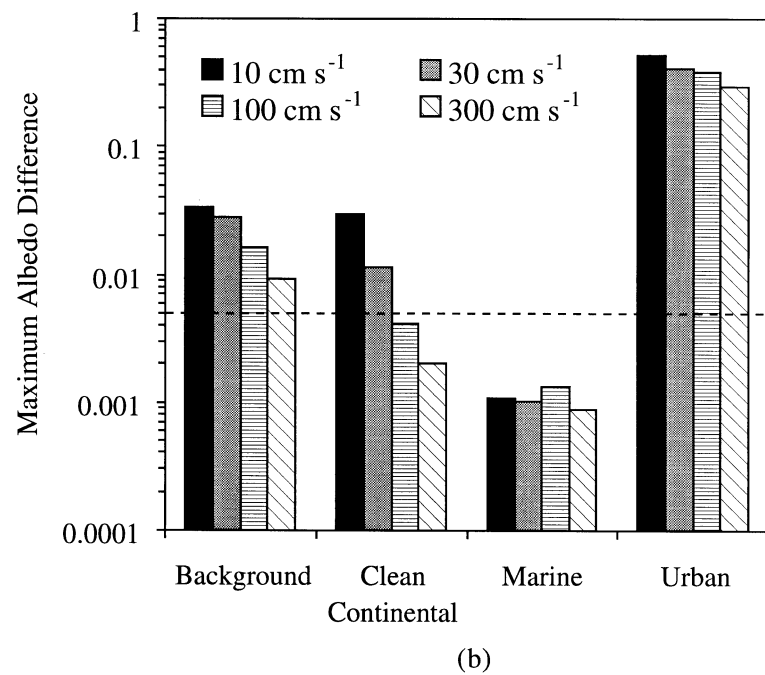 1
10 cm s⁻¹ 30 cm s⁻¹
100 cm s⁻¹ 300 cm s⁻¹
0.1
0.01
0.001
0.0001
Maximum Albedo Difference
Background Clean Marine Urban
Continental
(b)